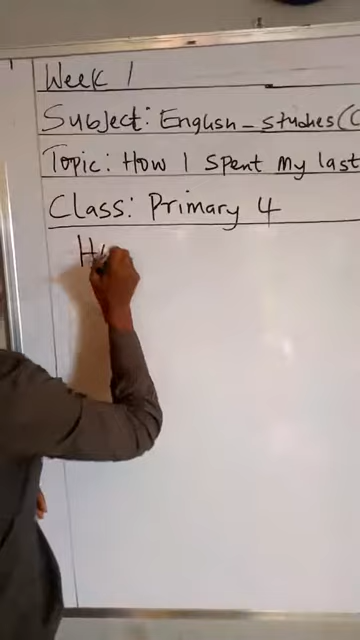 Week 1
Subject: English - studies (C
Topic: How I Spent My last
Class: Primary 4
H